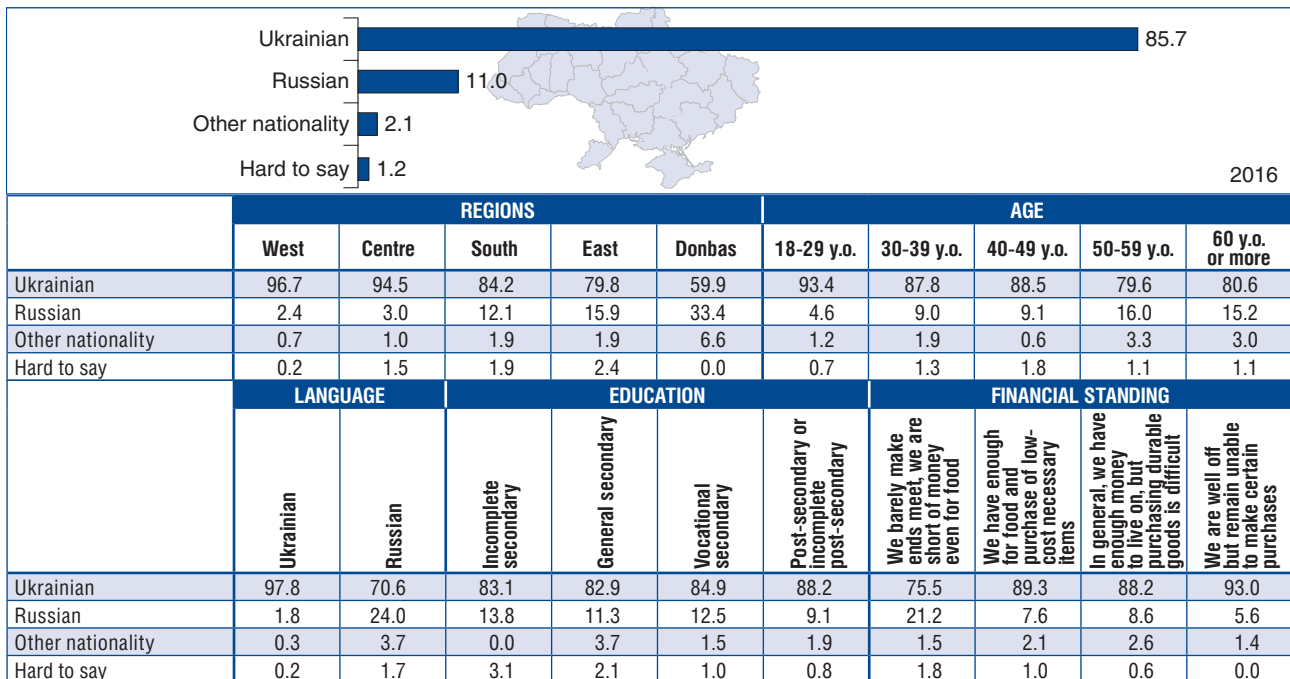 Ukrainian 85.7
Russian 11.0
Other nationality 2.1
Hard to say 1.2
2016
REGIONS AGE
West Centre South East Donbas 18-29 y.o. 30-39 y.o. 40-49 y.o. 50-59 y.o. 60 y.o.
or more
Ukrainian 96.7 94.5 84.2 79.8 59.9 93.4 87.8 88.5 79.6 80.6
Russian 2.4 3.0 12.1 15.9 33.4 4.6 9.0 9.1 16.0 15.2
Other nationality 0.7 1.0 1.9 1.9 6.6 1.2 1.9 0.6 3.3 3.0
Hard to say 0.2 1.5 1.9 2.4 0.0 0.7 1.3 1.8 1.1 1.1
LANGUAGE EDUCATION FINANCIAL STANDING
Ukrainian
Russian
Incomplete
secondary
General secondary
Vocational
secondary
Post-secondary or
incomplete
post-secondary
We barely make
ends meet, we are
short of money
even for food
We have enough
for food and
purchase of low-
cost necessary
items
In general, we have
enough money
to live on, but
purchasing durable
goods is difficult
We are well off
but remain unable
to make certain
purchases
Ukrainian 97.8 70.6 83.1 82.9 84.9 88.2 75.5 89.3 88.2 93.0
Russian 1.8 24.0 13.8 11.3 12.5 9.1 21.2 7.6 8.6 5.6
Other nationality 0.3 3.7 0.0 3.7 1.5 1.9 1.5 2.1 2.6 1.4
Hard to say 0.2 1.7 3.1 2.1 1.0 0.8 1.8 1.0 0.6 0.0